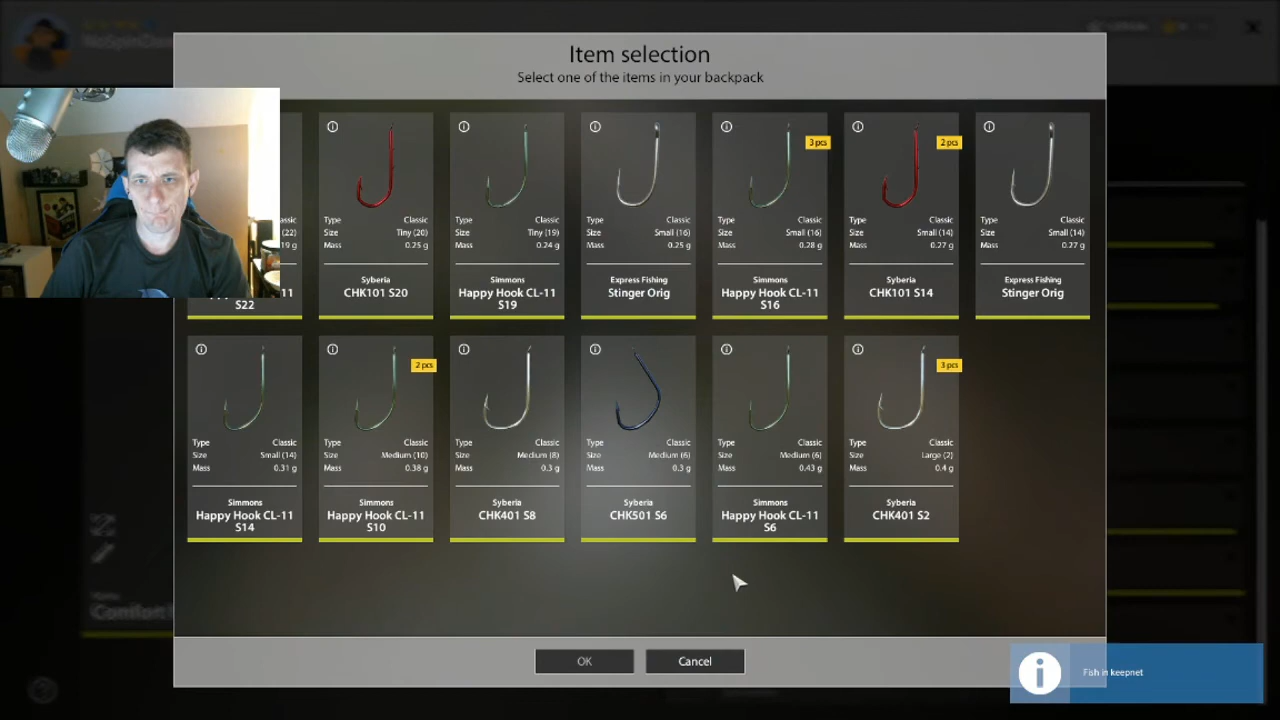 Item selection
Select one of the items in your backpack
Classic
(22)
19 g
11
S22
Type Classic
Size Tiny (20)
Mass 0.25 g
Syberia
CHK101 S20
Type Classic
Size Tiny (19)
Mass 0.24 g
Simmons
Happy Hook CL-11
S19
Type Classic
Size Small (16)
Mass 0.25 g
Express Fishing
Stinger Orig
3 pcs
Type Classic
Size Small (16)
Mass 0.28 g
Simmons
Happy Hook CL-11
S16
2 pcs
Type Classic
Size Small (14)
Mass 0.27 g
Syberia
CHK101 S14
Type Classic
Size Small (14)
Mass 0.27 g
Express Fishing
Stinger Orig
Type Classic
Size Small (14)
Mass 0.31 g
Simmons
Happy Hook CL-11
S14
2 pcs
Type Classic
Size Medium (10)
Mass 0.38 g
Simmons
Happy Hook CL-11
S10
Type Classic
Size Medium (8)
Mass 0.3 g
Syberia
CHK401 S8
Type Classic
Size Medium (6)
Mass 0.3 g
Syberia
CHK501 S6
Type Classic
Size Medium (6)
Mass 0.43 g
Simmons
Happy Hook CL-11
S6
3 pcs
Type Classic
Size Large (2)
Mass 0.4 g
Syberia
CHK401 S2
Comfort
OK
Cancel
Fish in keepnet